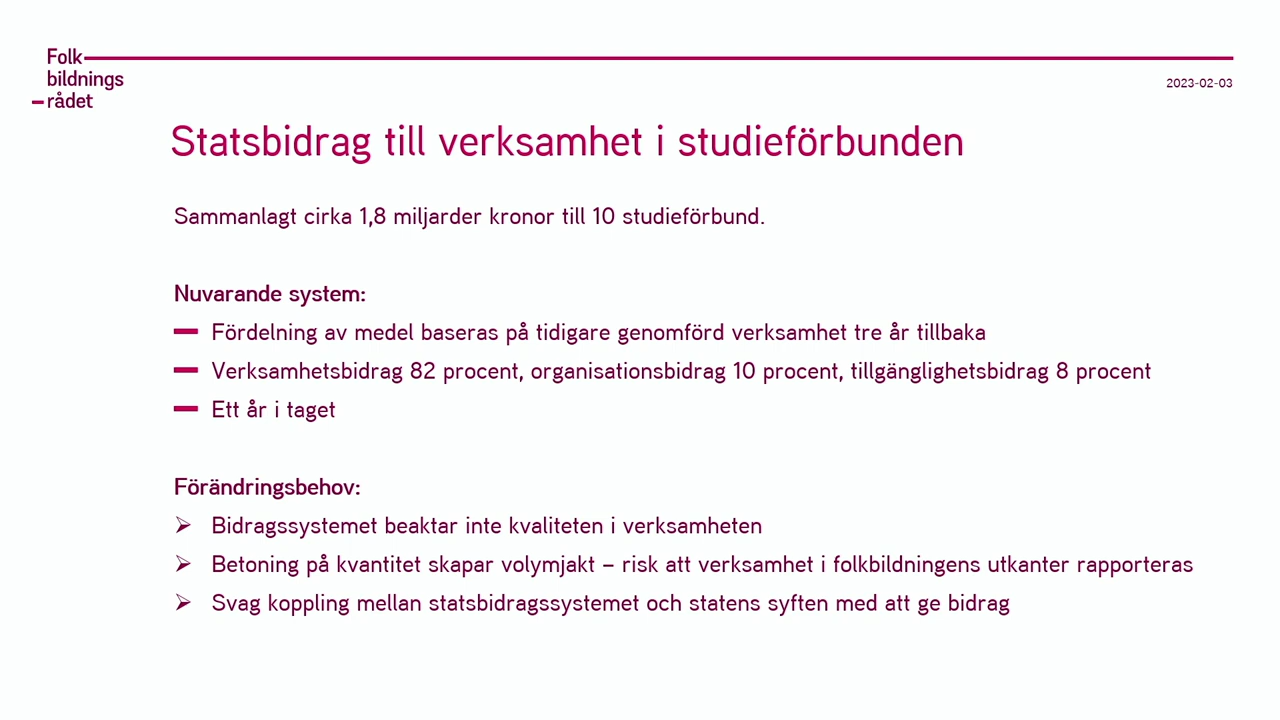 Folk
bildnings
rådet
2023-02-03
Statsbidrag till verksamhet i studieförbunden
Sammanlagt cirka 1,8 miljarder kronor till 10 studieförbund.
Nuvarande system:
Fördelning av medel baseras på tidigare genomförd verksamhet tre år tillbaka
Verksamhetsbidrag 82 procent, organisationsbidrag 10 procent, tillgänglighetsbidrag 8 procent
Ett år i taget
Förändringsbehov:
Bidragssystemet beaktar inte kvaliteten i verksamheten
Betoning på kvantitet skapar volymjakt – risk att verksamhet i folkbildningens utkanter rapporteras
Svag koppling mellan statsbidragssystemet och statens syften med att ge bidrag